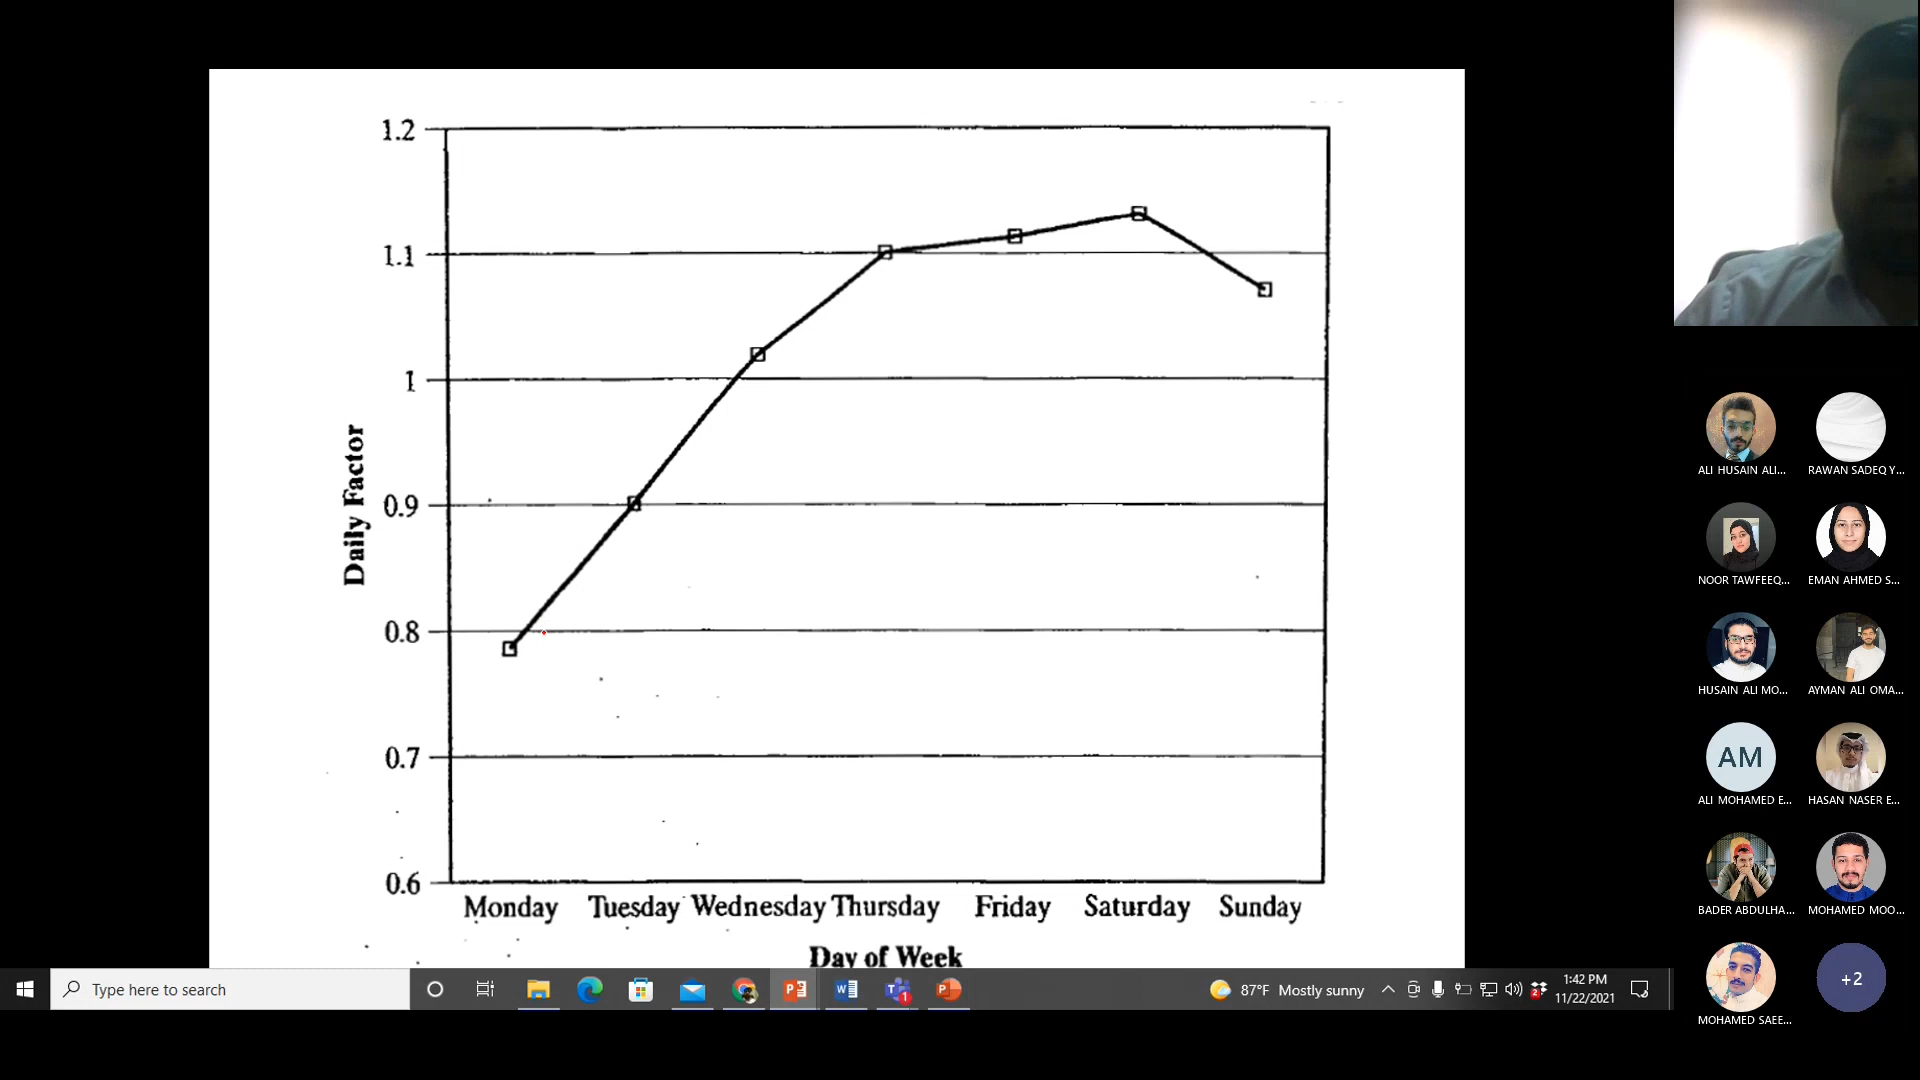 1.2
1.1
1
0.9
0.8
0.7
0.6
Daily Factor
Monday Tuesday Wednesday Thursday Friday Saturday Sunday
Day of Week
ALI HUSAIN ALI...
RAWAN SADEQ Y...
NOOR TAWFEEQ...
EMAN AHMED S...
HUSAIN ALI MO...
AYMAN ALI OMA...
AM
ALI MOHAMED E...
HASAN NASER E...
BADER ABDULHA...
MOHAMED MOO...
MOHAMED SAEE...
+2
Type here to search
1
87°F Mostly sunny
2
1:42 PM
11/22/2021